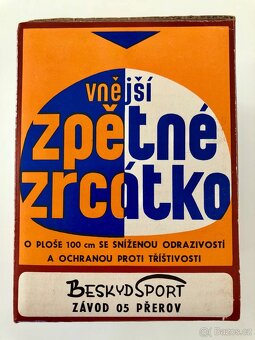 vnější
zpětné
zrcátko
O PLOŠE 100 cm SE SNÍŽENOU ODRAZIVOSTÍ
A OCHRANOU PROTI TŘÍŠTIVOSTI
BESKYDSPORT
ZÁVOD 05 PŘEROV